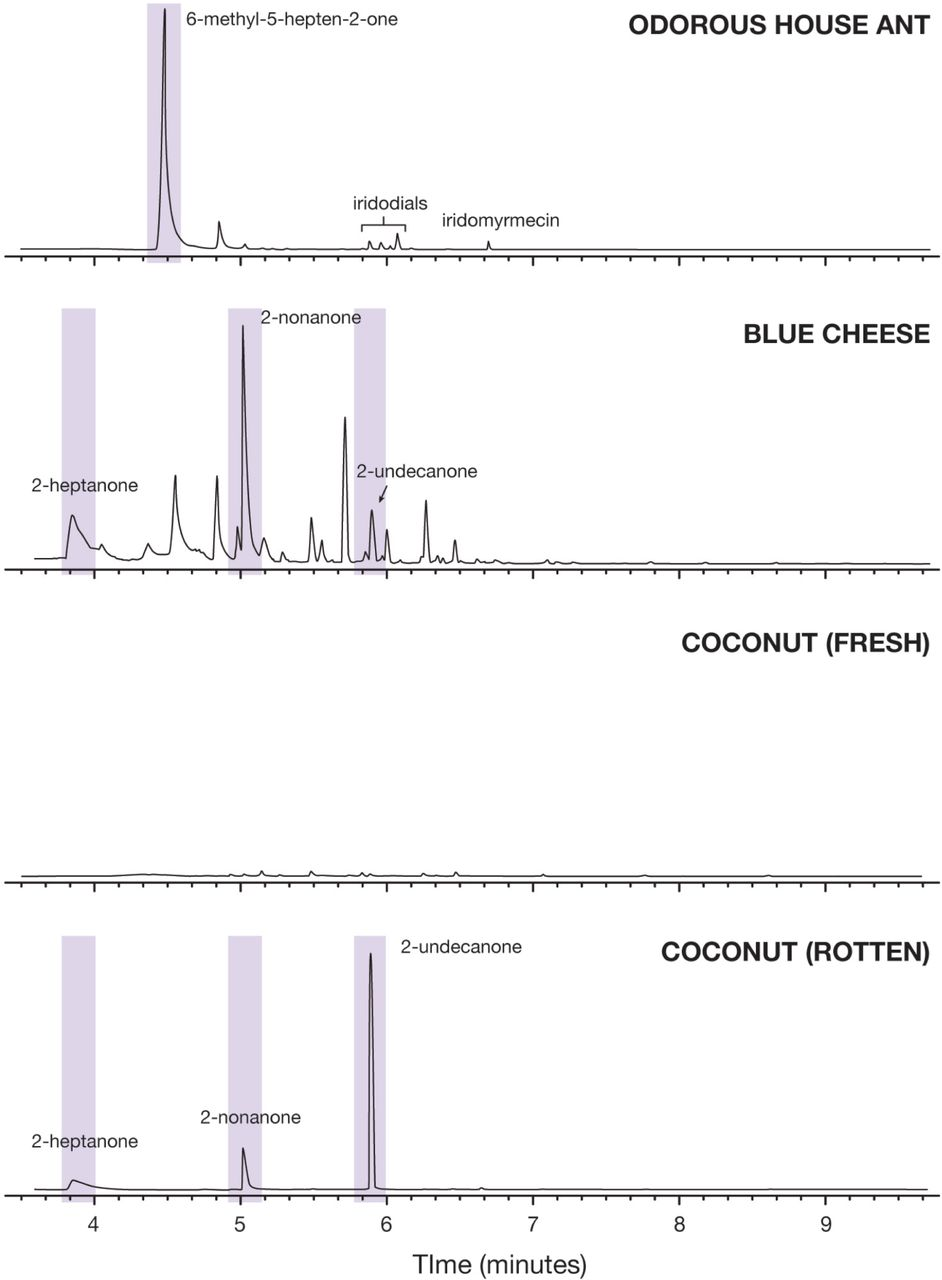 6-methyl-5-hepten-2-one
ODOROUS HOUSE ANT
iridodials
iridomyrmecin
2-nonanone
BLUE CHEESE
2-heptanone
2-undecanone
COCONUT (FRESH)
2-undecanone
COCONUT (ROTTEN)
2-nonanone
2-heptanone
4 5 6 7 8 9
TIme (minutes)